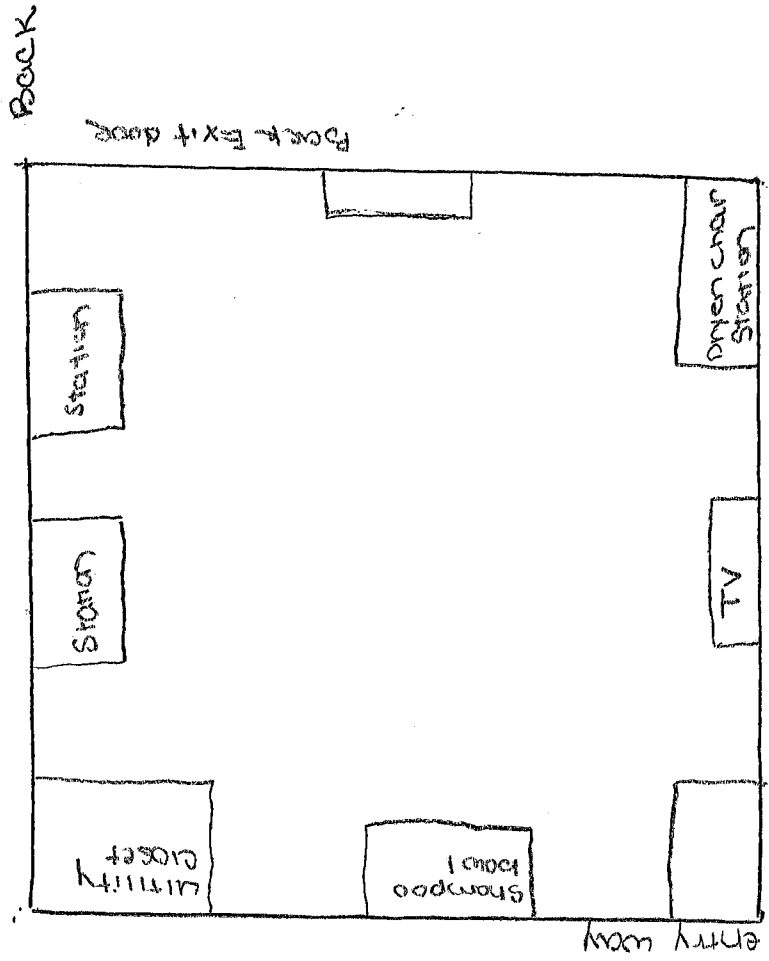 Back
Back Exit door
Station
Station
Dryer chair
Station
TV
Utility
Closet
Shampoo
bowl
entry way